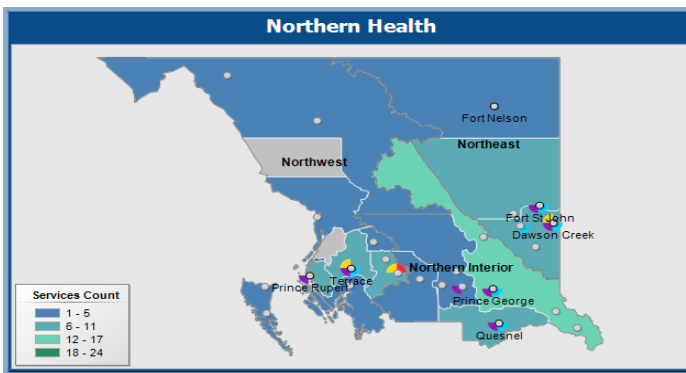 Northern Health
Fort Nelson
Northeast
Northwest
Fort St John
Dawson Creek
Northern Interior
Terrace
Prince Rupert
Prince George
Quesnel
Services Count
1 - 5
6 - 11
12 - 17
18 - 24